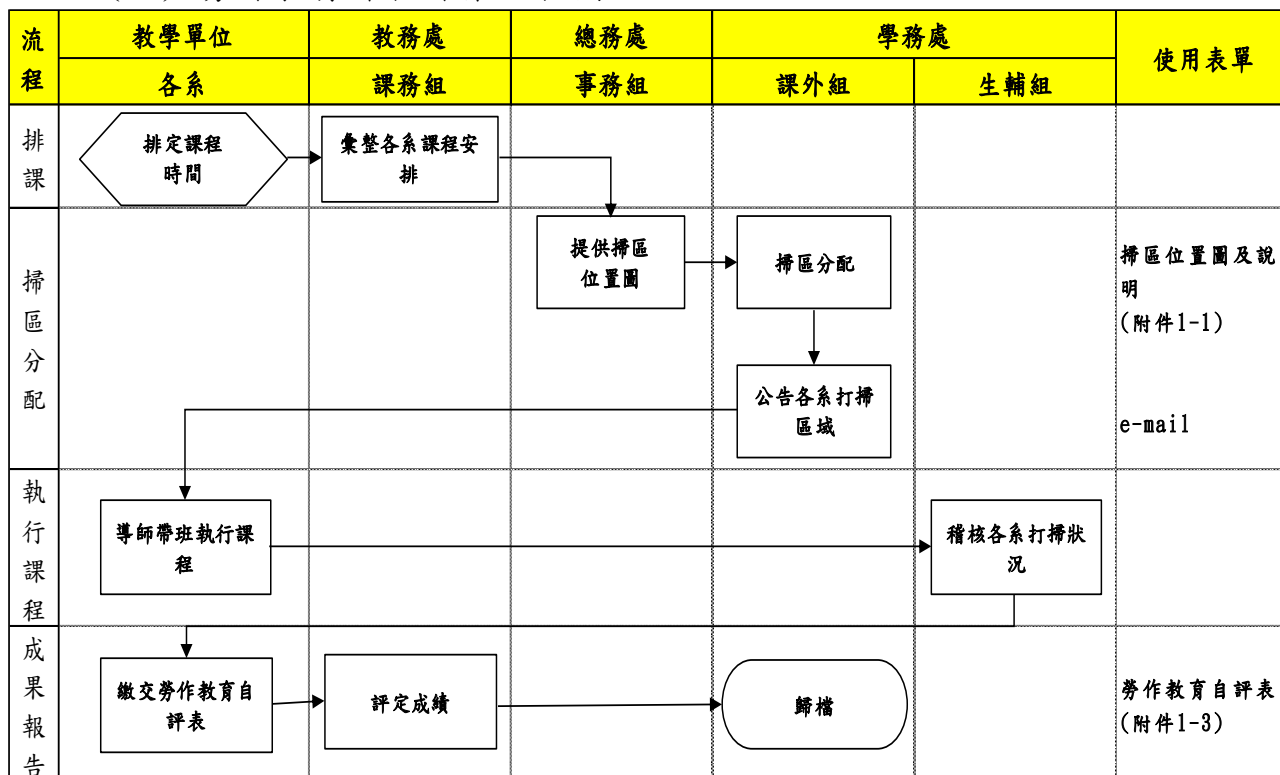 流程
教學單位
教務處
總務處
學務處
使用表單
各系
課務組
事務組
課外組
生輔組
排課
排定課程
時間
彙整各系課程安
排
掃區分配
提供掃區
位置圖
掃區分配
掃區位置圖及說
明
(附件1-1)
公告各系打掃
區域
e-mail
執行課程
導師帶班執行課
程
稽核各系打掃狀
況
成果報告
繳交勞作教育自
評表
評定成績
歸檔
勞作教育自評表
(附件1-3)